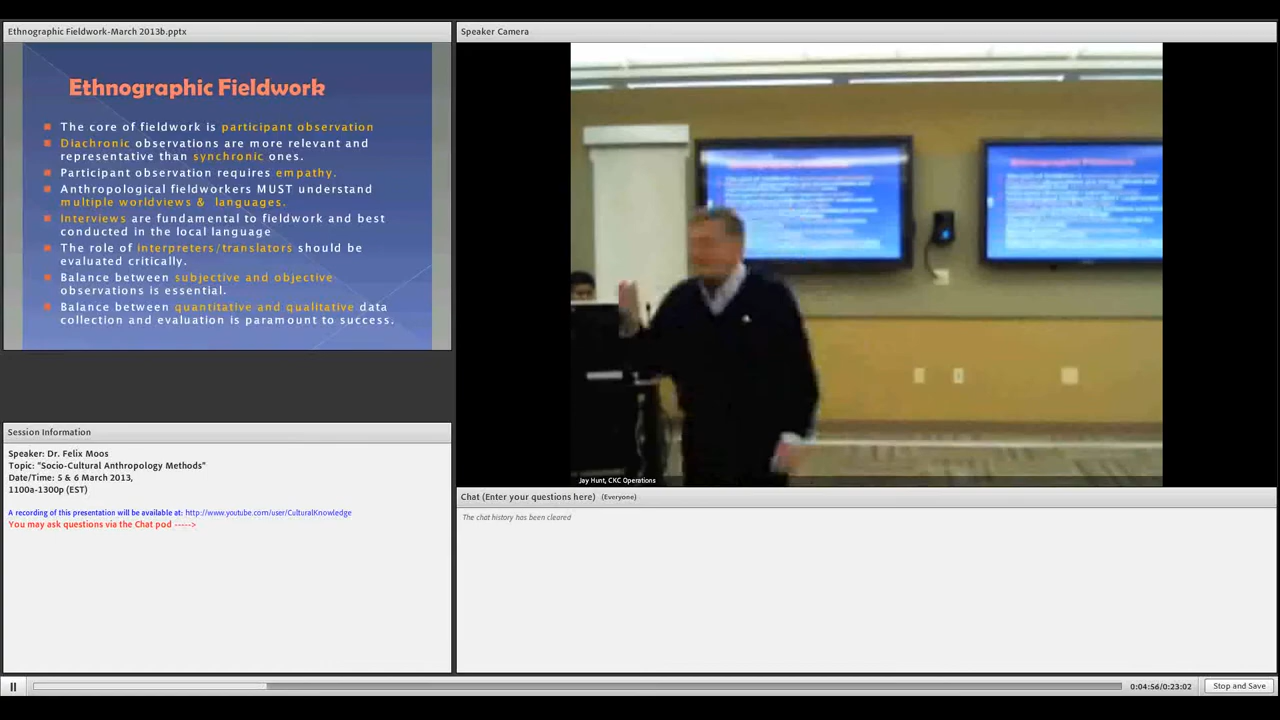 Ethnographic Fieldwork-March 2013b.pptx
Ethnographic Fieldwork
The core of fieldwork is participant observation
Diachronic observations are more relevant and
representative than synchronic ones.
Participant observation requires empathy.
Anthropological fieldworkers MUST understand
multiple worldviews & languages.
Interviews are fundamental to fieldwork and best
conducted in the local language
The role of interpreters/translators should be
evaluated critically.
Balance between subjective and objective
observations is essential.
Balance between quantitative and qualitative data
collection and evaluation is paramount to success.
Session Information
Speaker: Dr. Felix Moos
Topic: "Socio-Cultural Anthropology Methods"
Date/Time: 5 & 6 March 2013,
1100a-1300p (EST)
A recording of this presentation will be available at: http://www.youtube.com/user/CulturalKnowledge
You may ask questions via the Chat pod ----->
Speaker Camera
Jay Hunt, CKC Operations
Chat (Enter your questions here) (Everyone)
The chat history has been cleared
0:04:56/0:23:02
Stop and Save